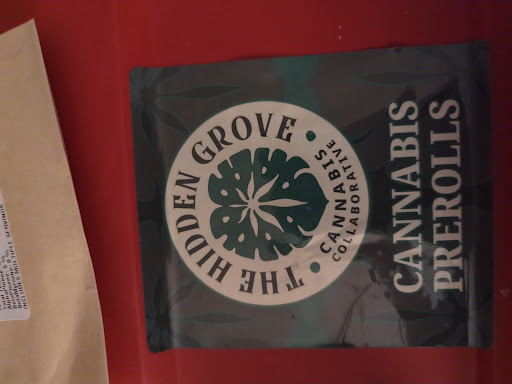 THE HIDDEN GROVE
CANNABIS
COLLABORATIVE
CANNABIS
PREROLLS